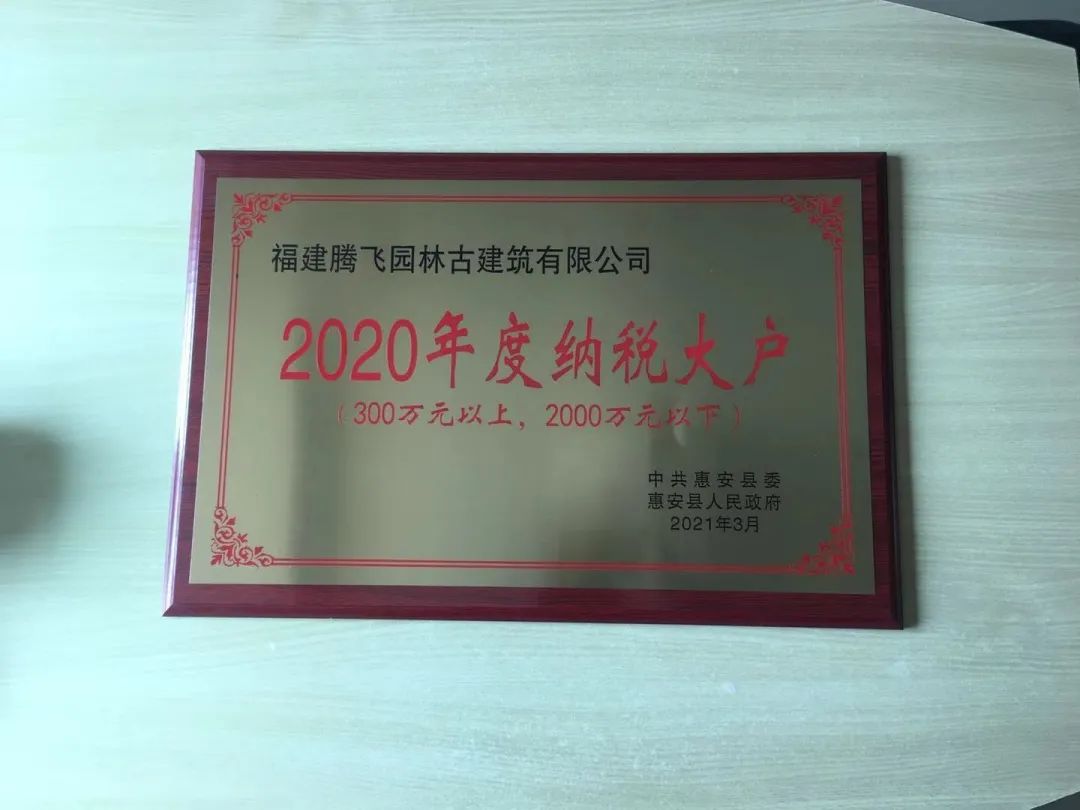 福建腾飞园林古建筑有限公司
2020年度纳税大户
（300万元以上，2000万元以下）
中共惠安县委
惠安县人民政府
2021年3月